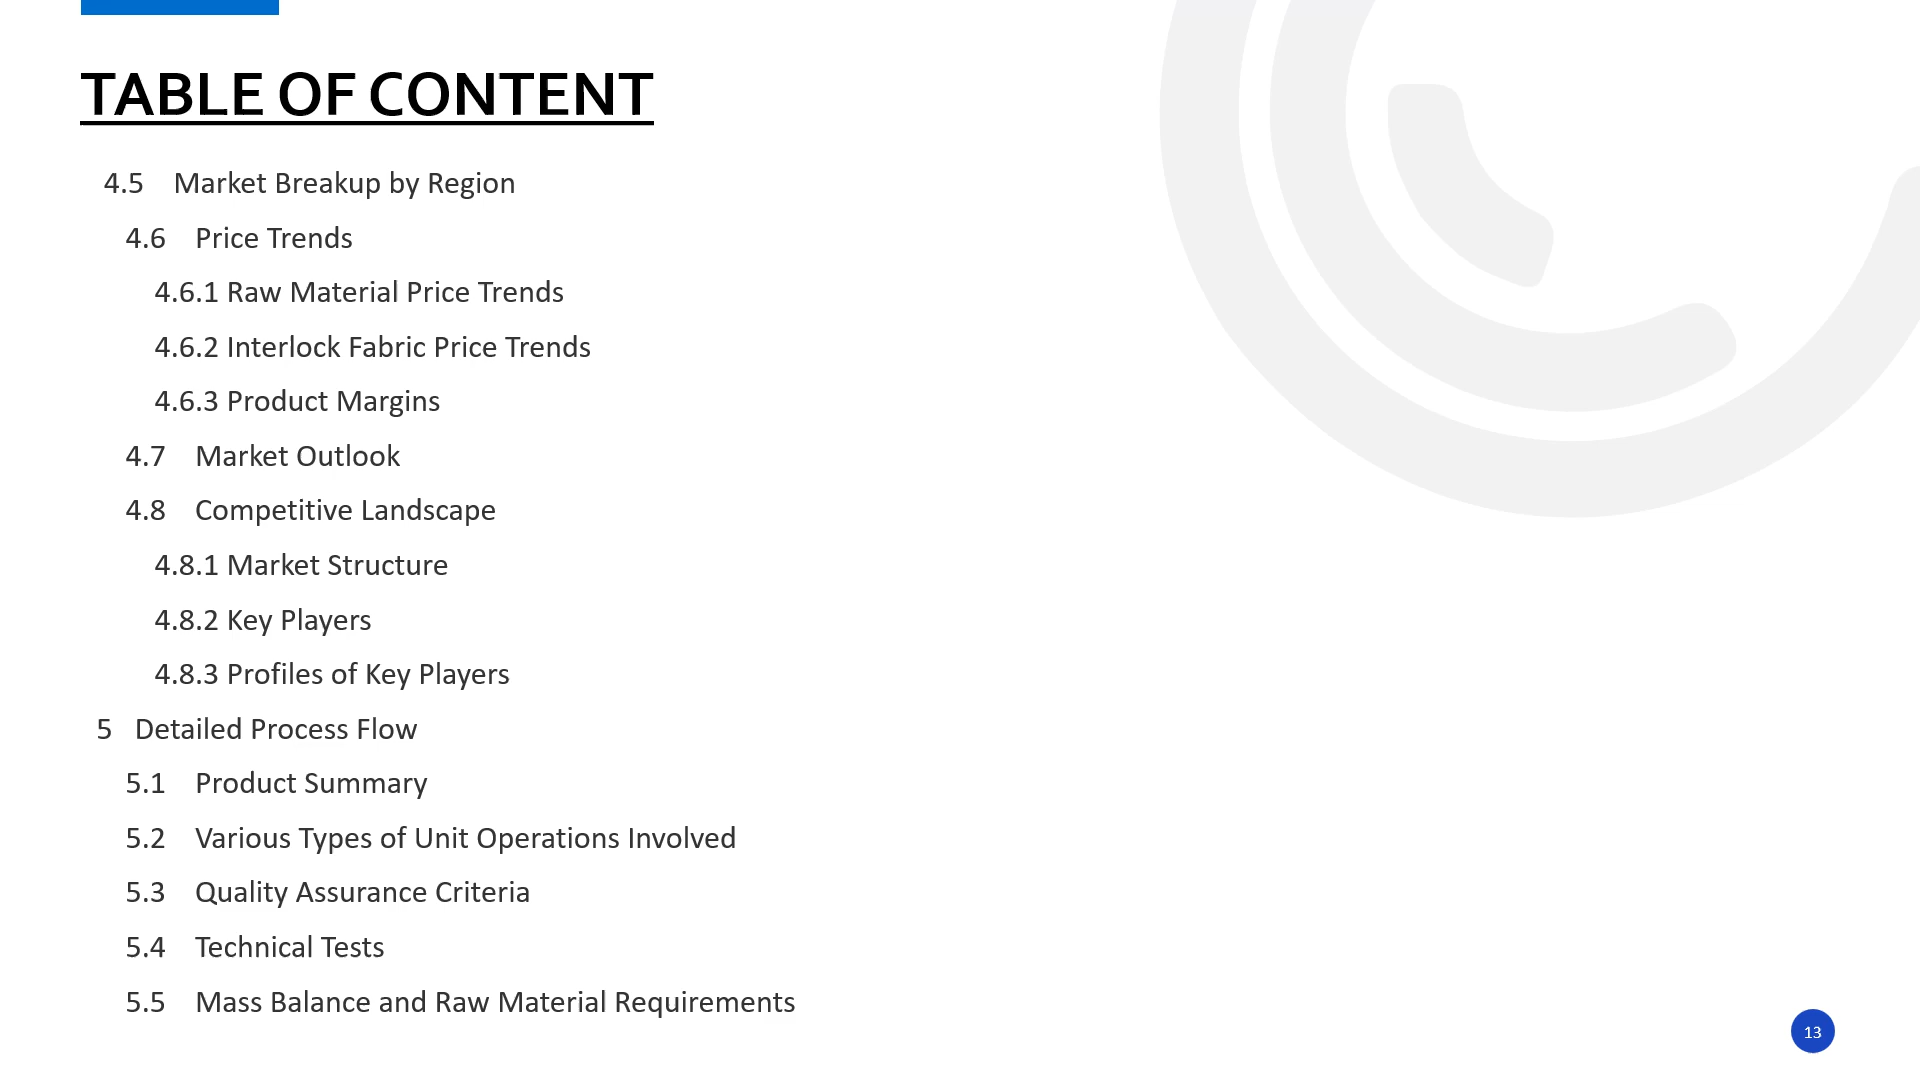 TABLE OF CONTENT
4.5 Market Breakup by Region
4.6 Price Trends
4.6.1 Raw Material Price Trends
4.6.2 Interlock Fabric Price Trends
4.6.3 Product Margins
4.7 Market Outlook
4.8 Competitive Landscape
4.8.1 Market Structure
4.8.2 Key Players
4.8.3 Profiles of Key Players
5 Detailed Process Flow
5.1 Product Summary
5.2 Various Types of Unit Operations Involved
5.3 Quality Assurance Criteria
5.4 Technical Tests
5.5 Mass Balance and Raw Material Requirements
13